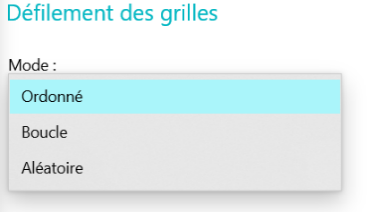 Défilement des grilles
Mode :
Ordonné
Boucle
Aléatoire